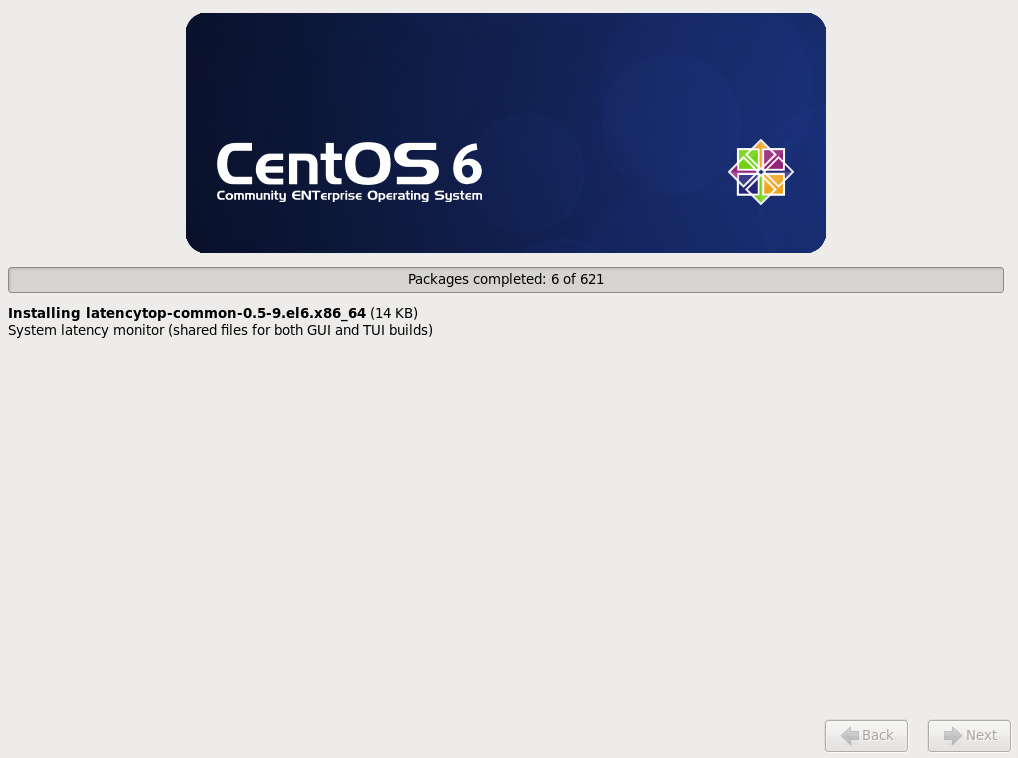 CentOS 6
Community ENTerprise Operating System
Packages completed: 6 of 621
Installing latencytop-common-0.5-9.el6.x86_64 (14 KB)
System latency monitor (shared files for both GUI and TUI builds)
Back Next